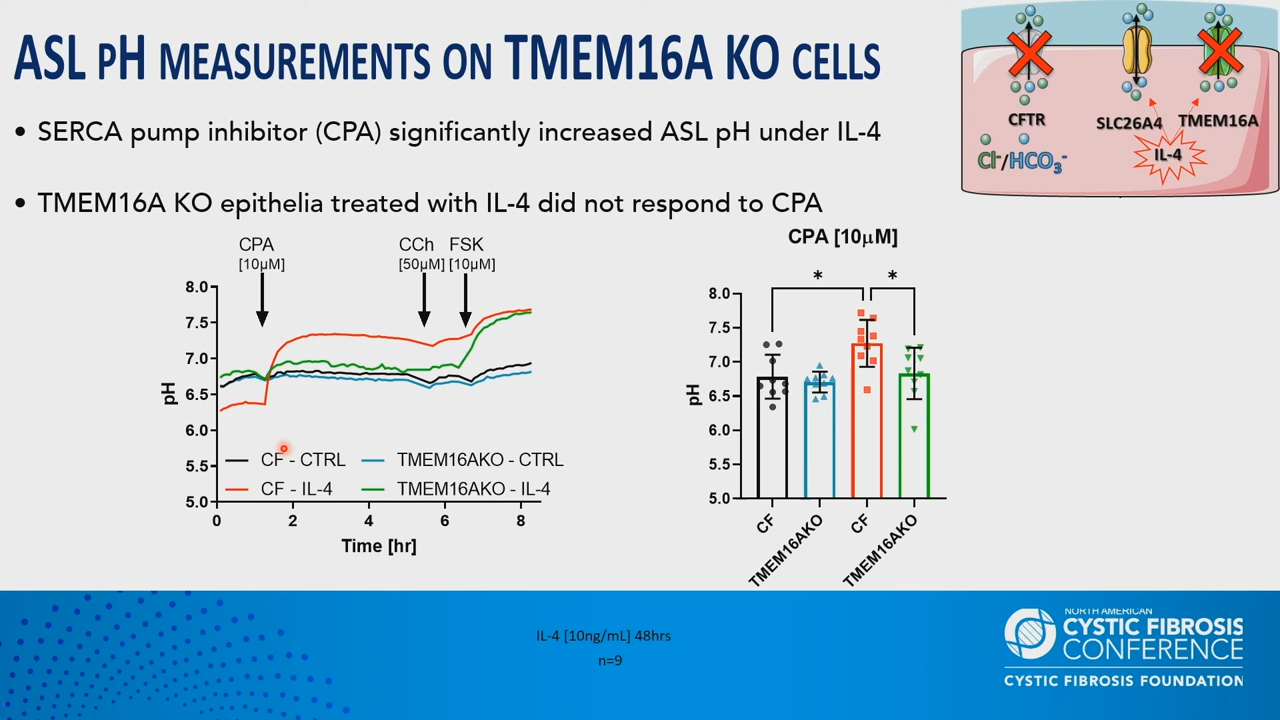 ASL PH MEASUREMENTS ON TMEM16A KO CELLS
• SERCA pump inhibitor (CPA) significantly increased ASL pH under IL-4
• TMEM16A KO epithelia treated with IL-4 did not respond to CPA
CFTR
SLC26A4
TMEM16A
IL-4
Cl⁻/HCO₃⁻
CPA
[10µM]
CCh
[50µM]
FSK
[10µM]
8.0
7.5
7.0
6.5
6.0
5.5
5.0
pH
CF - CTRL
TMEM16AKO - CTRL
CF - IL-4
TMEM16AKO - IL-4
0 2 4 6 8
Time [hr]
CPA [10µM]
* *
8.0
7.5
7.0
6.5
6.0
5.5
5.0
pH
CF
TMEM16AKO
CF
TMEM16AKO
IL-4 [10ng/mL] 48hrs
n=9
NORTH AMERICAN
CYSTIC FIBROSIS
CONFERENCE
CYSTIC FIBROSIS FOUNDATION